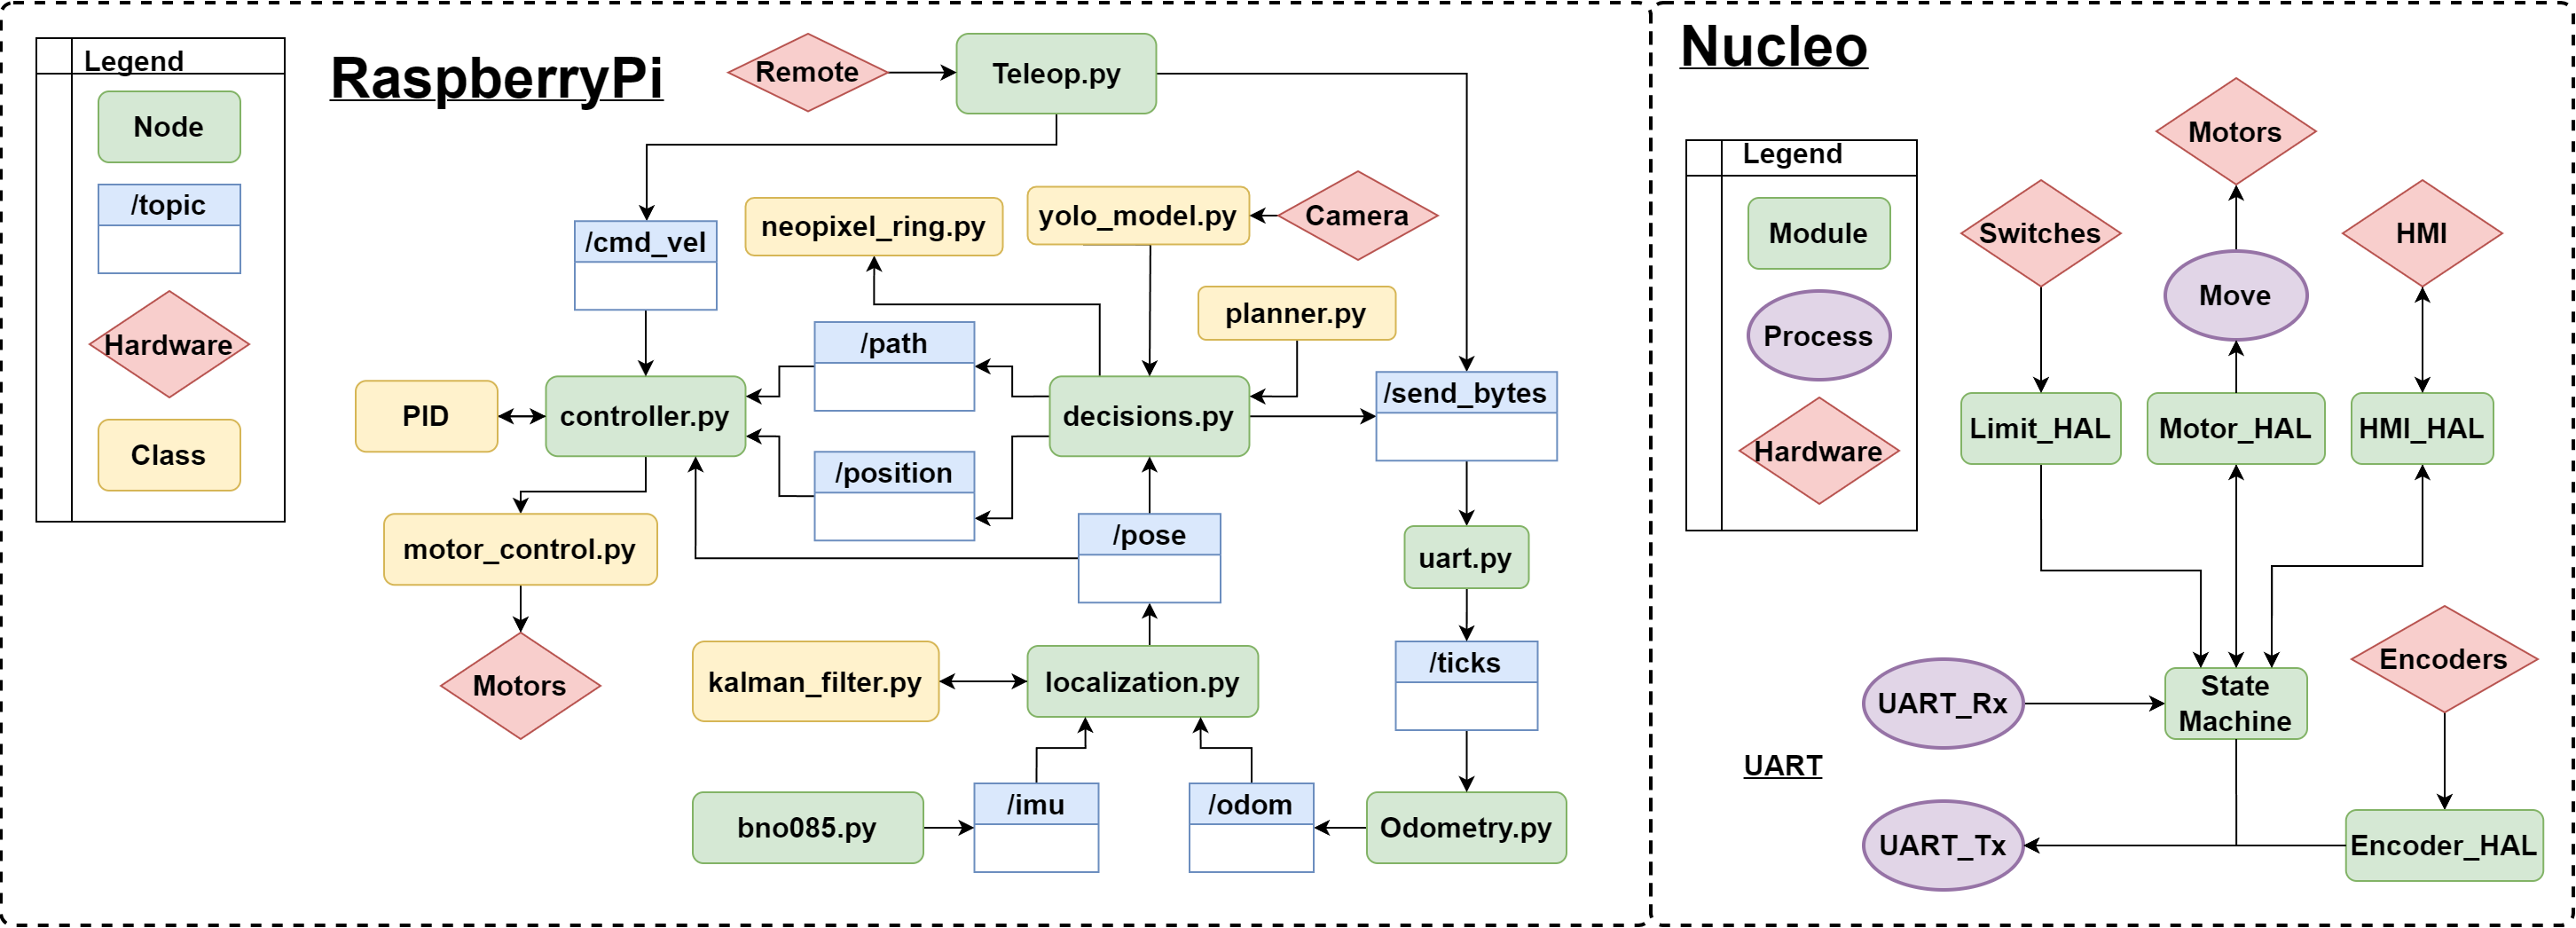 Legend
Node
/topic
Hardware
Class
RaspberryPi
Remote
Teleop.py
/cmd_vel
neopixel_ring.py
yolo_model.py
Camera
planner.py
/path
PID
controller.py
decisions.py
/send_bytes
/position
motor_control.py
/pose
uart.py
Motors
kalman_filter.py
localization.py
/ticks
bno085.py
/imu
/odom
Odometry.py
Nucleo
Legend
Module
Process
Hardware
Motors
Switches
HMI
Move
Limit_HAL
Motor_HAL
HMI_HAL
Encoders
UART_Rx
State
Machine
UART
UART_Tx
Encoder_HAL